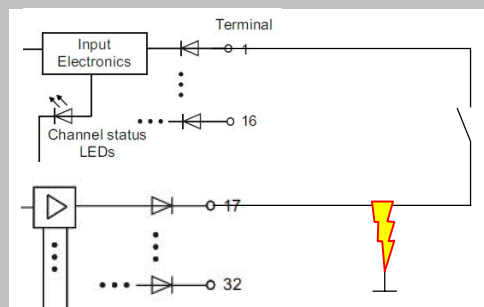 Terminal
Input
Electronics
1
16
Channel status
LEDs
17
32